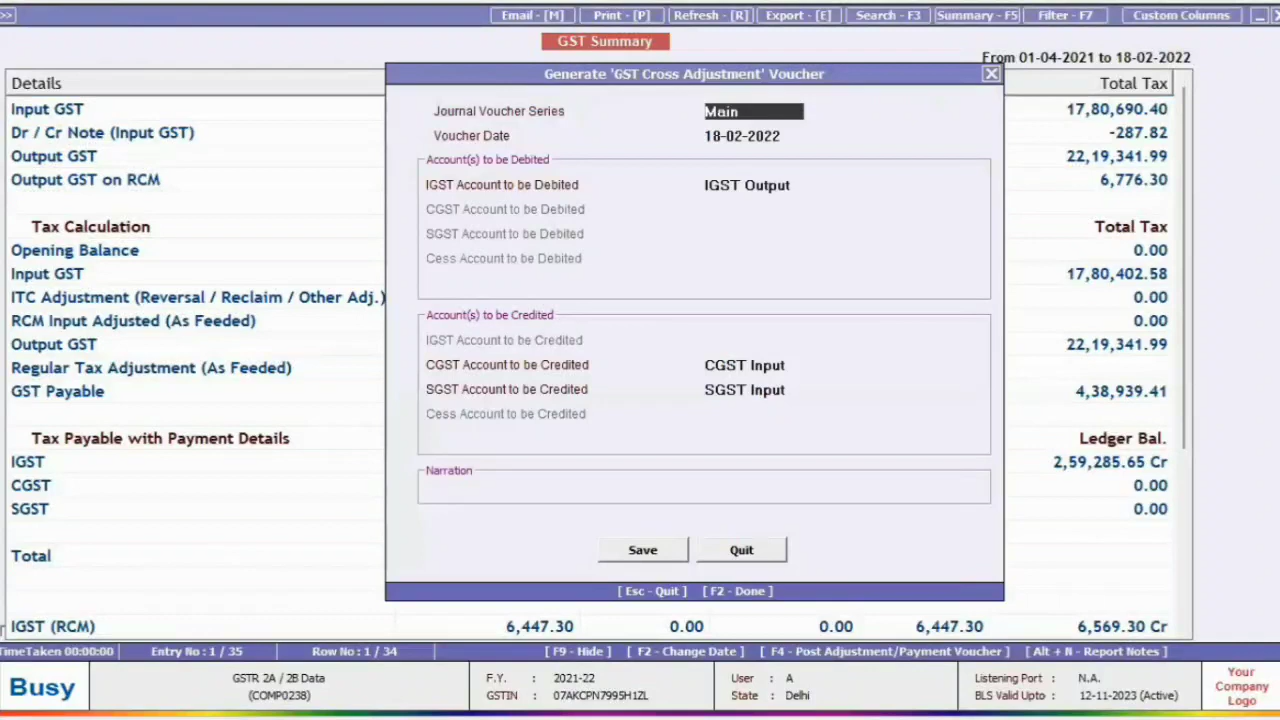 >> Email - [M] Print - [P] Refresh - [R] Export - [E] Search - F3 Summary - F5 Filter - F7 Custom Columns
GST Summary
From 01-04-2021 to 18-02-2022
Details Total Tax
Generate 'GST Cross Adjustment' Voucher
Input GST 17,80,690.40
Dr / Cr Note (Input GST) -287.82
Output GST 22,19,341.99
Output GST on RCM 6,776.30
Tax Calculation Total Tax
Opening Balance 0.00
Input GST 17,80,402.58
ITC Adjustment (Reversal / Reclaim / Other Adj.) 0.00
RCM Input Adjusted (As Feeded) 0.00
Output GST 22,19,341.99
Regular Tax Adjustment (As Feeded)
GST Payable 4,38,939.41
Tax Payable with Payment Details Ledger Bal.
IGST 2,59,285.65 Cr
CGST 0.00
SGST 0.00
Total
Journal Voucher Series Main
Voucher Date 18-02-2022
Account(s) to be Debited
IGST Account to be Debited IGST Output
CGST Account to be Debited
SGST Account to be Debited
Cess Account to be Debited
Account(s) to be Credited
IGST Account to be Credited
CGST Account to be Credited CGST Input
SGST Account to be Credited SGST Input
Cess Account to be Credited
Narration
Save Quit
[ Esc - Quit ] [ F2 - Done ]
IGST (RCM) 6,447.30 0.00 0.00 6,447.30 6,569.30 Cr
TimeTaken 00:00:00 Entry No : 1 / 35 Row No : 1 / 34 [ F9 - Hide ] [ F2 - Change Date ] [ F4 - Post Adjustment/Payment Voucher ] [ Alt + N - Report Notes ]
Busy
GSTR 2A / 2B Data
(COMP0238)
F.Y. : 2021-22
GSTIN : 07AKCPN7995H1ZL
User : A
State : Delhi
Listening Port : N.A.
BLS Valid Upto : 12-11-2023 (Active)
Your
Company
Logo